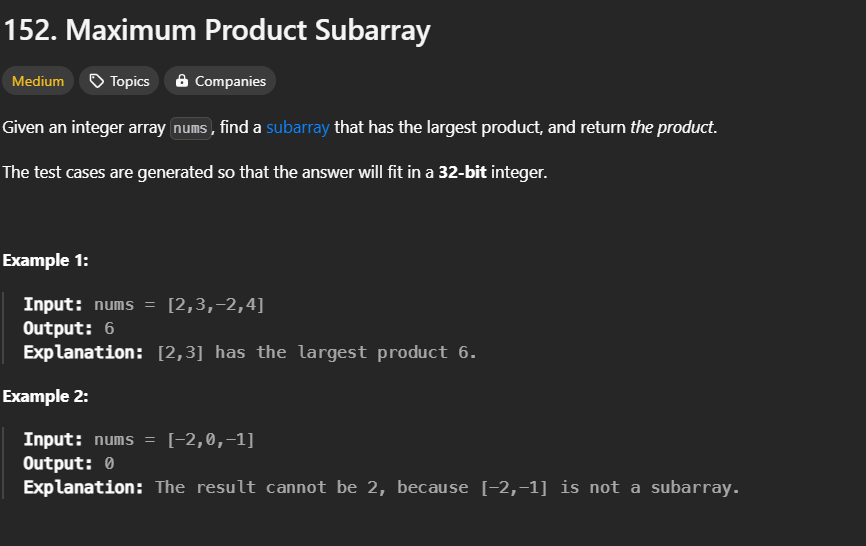 152. Maximum Product Subarray
Medium Topics Companies
Given an integer array nums, find a subarray that has the largest product, and return the product.
The test cases are generated so that the answer will fit in a 32-bit integer.
Example 1:
Input: nums = [2,3,-2,4]
Output: 6
Explanation: [2,3] has the largest product 6.
Example 2:
Input: nums = [-2,0,-1]
Output: 0
Explanation: The result cannot be 2, because [-2,-1] is not a subarray.